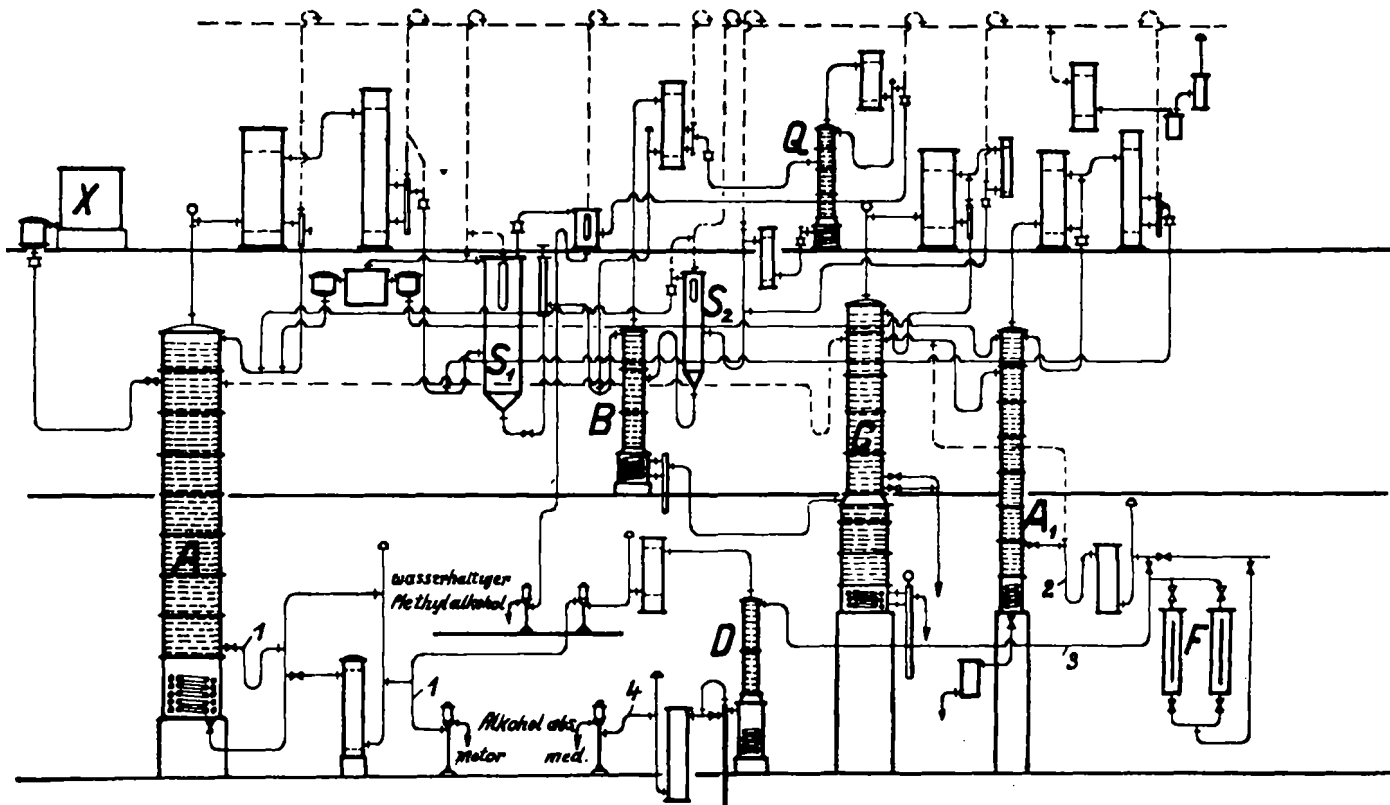 X
Q
S₁
S₂
B
C
A
A₁
wasserhaltiger
Methylalkohol
1
2
3
D
F
1
4
Alkohol abs.
motor
med.